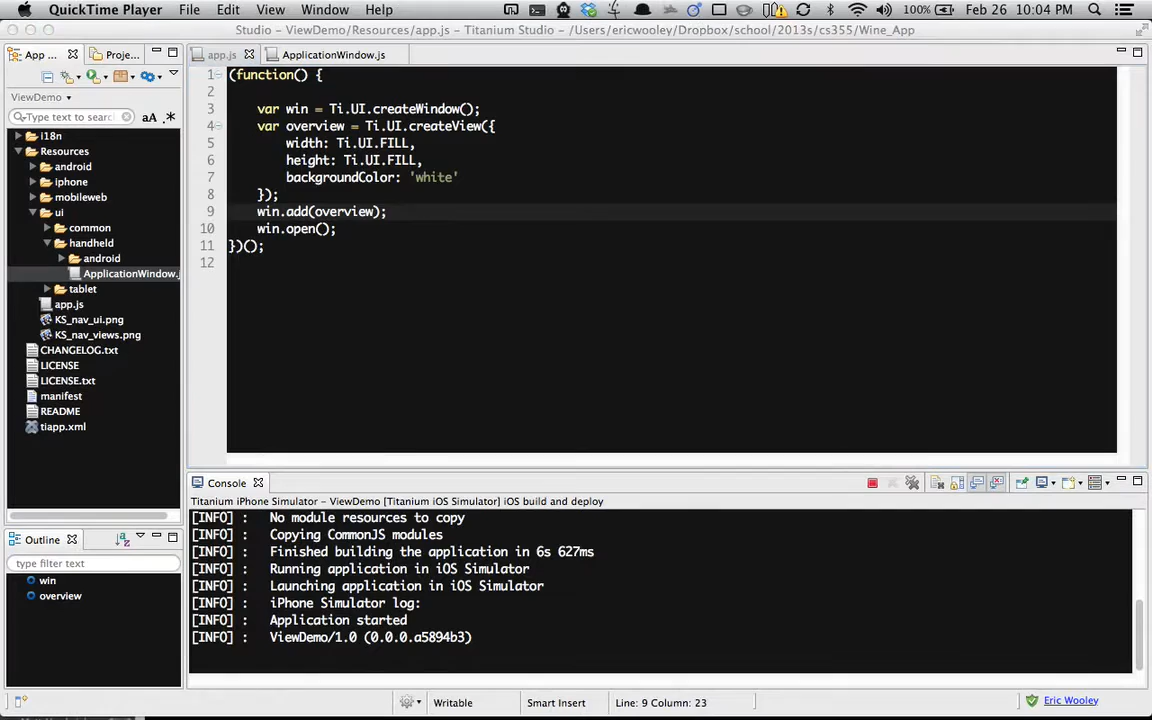 QuickTime Player File Edit View Window Help 100% Feb 26 10:04 PM
Studio - ViewDemo/Resources/app.js - Titanium Studio - /Users/ericwooley/Dropbox/school/2013s/cs355/Wine_App
App ... Proje... app.js ApplicationWindow.js
ViewDemo
Type to searc aA .*
i18n
Resources
android
iphone
mobileweb
ui
common
handheld
android
ApplicationWindow.j
tablet
app.js
KS_nav_ui.png
KS_nav_views.png
CHANGELOG.txt
LICENSE
LICENSE.txt
manifest
README
tiapp.xml
1 (function() {
2
3 var win = Ti.UI.createWindow();
4 var overview = Ti.UI.createView({
5 width: Ti.UI.FILL,
6 height: Ti.UI.FILL,
7 backgroundColor: 'white'
8 });
9 win.add(overview);
10 win.open();
11 })();
12
Outline
type filter text
win
overview
Console
Titanium iPhone Simulator - ViewDemo [Titanium iOS Simulator] iOS build and deploy
[INFO] : No module resources to copy
[INFO] : Copying CommonJS modules
[INFO] : Finished building the application in 6s 627ms
[INFO] : Running application in iOS Simulator
[INFO] : Launching application in iOS Simulator
[INFO] : iPhone Simulator log:
[INFO] : Application started
[INFO] : ViewDemo/1.0 (0.0.0.a5894b3)
Writable Smart Insert Line: 9 Column: 23 Eric Wooley